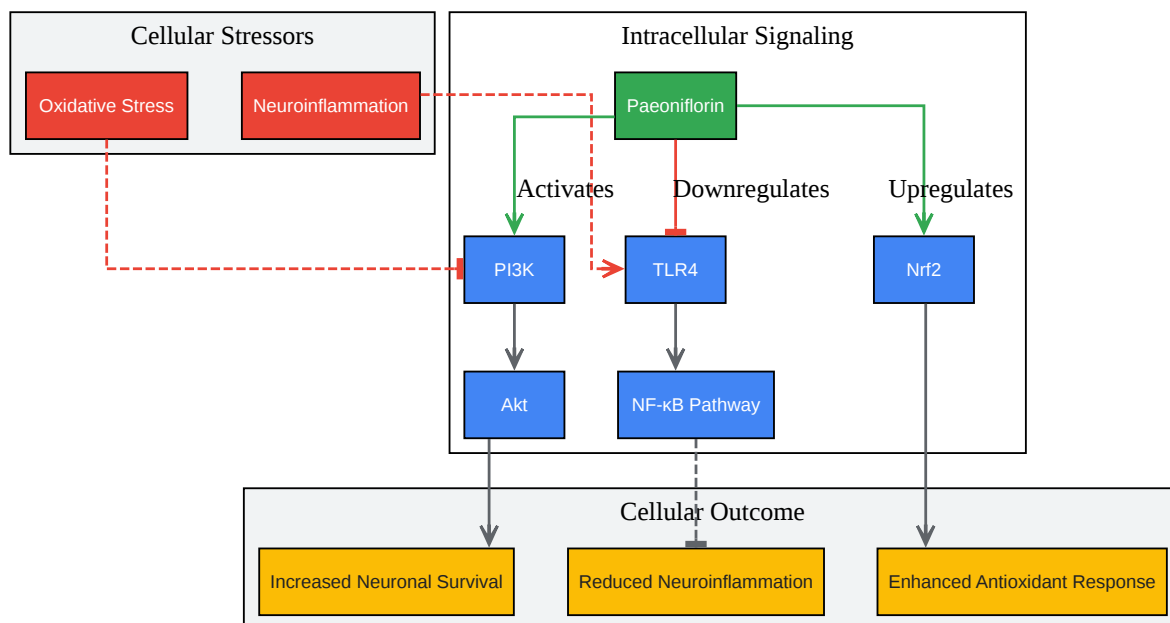 Cellular Stressors
Intracellular Signaling
Oxidative Stress
Neuroinflammation
Paeoniflorin
Activates
Downregulates
Upregulates
PI3K
TLR4
Nrf2
Akt
NF-κB Pathway
Cellular Outcome
Increased Neuronal Survival
Reduced Neuroinflammation
Enhanced Antioxidant Response